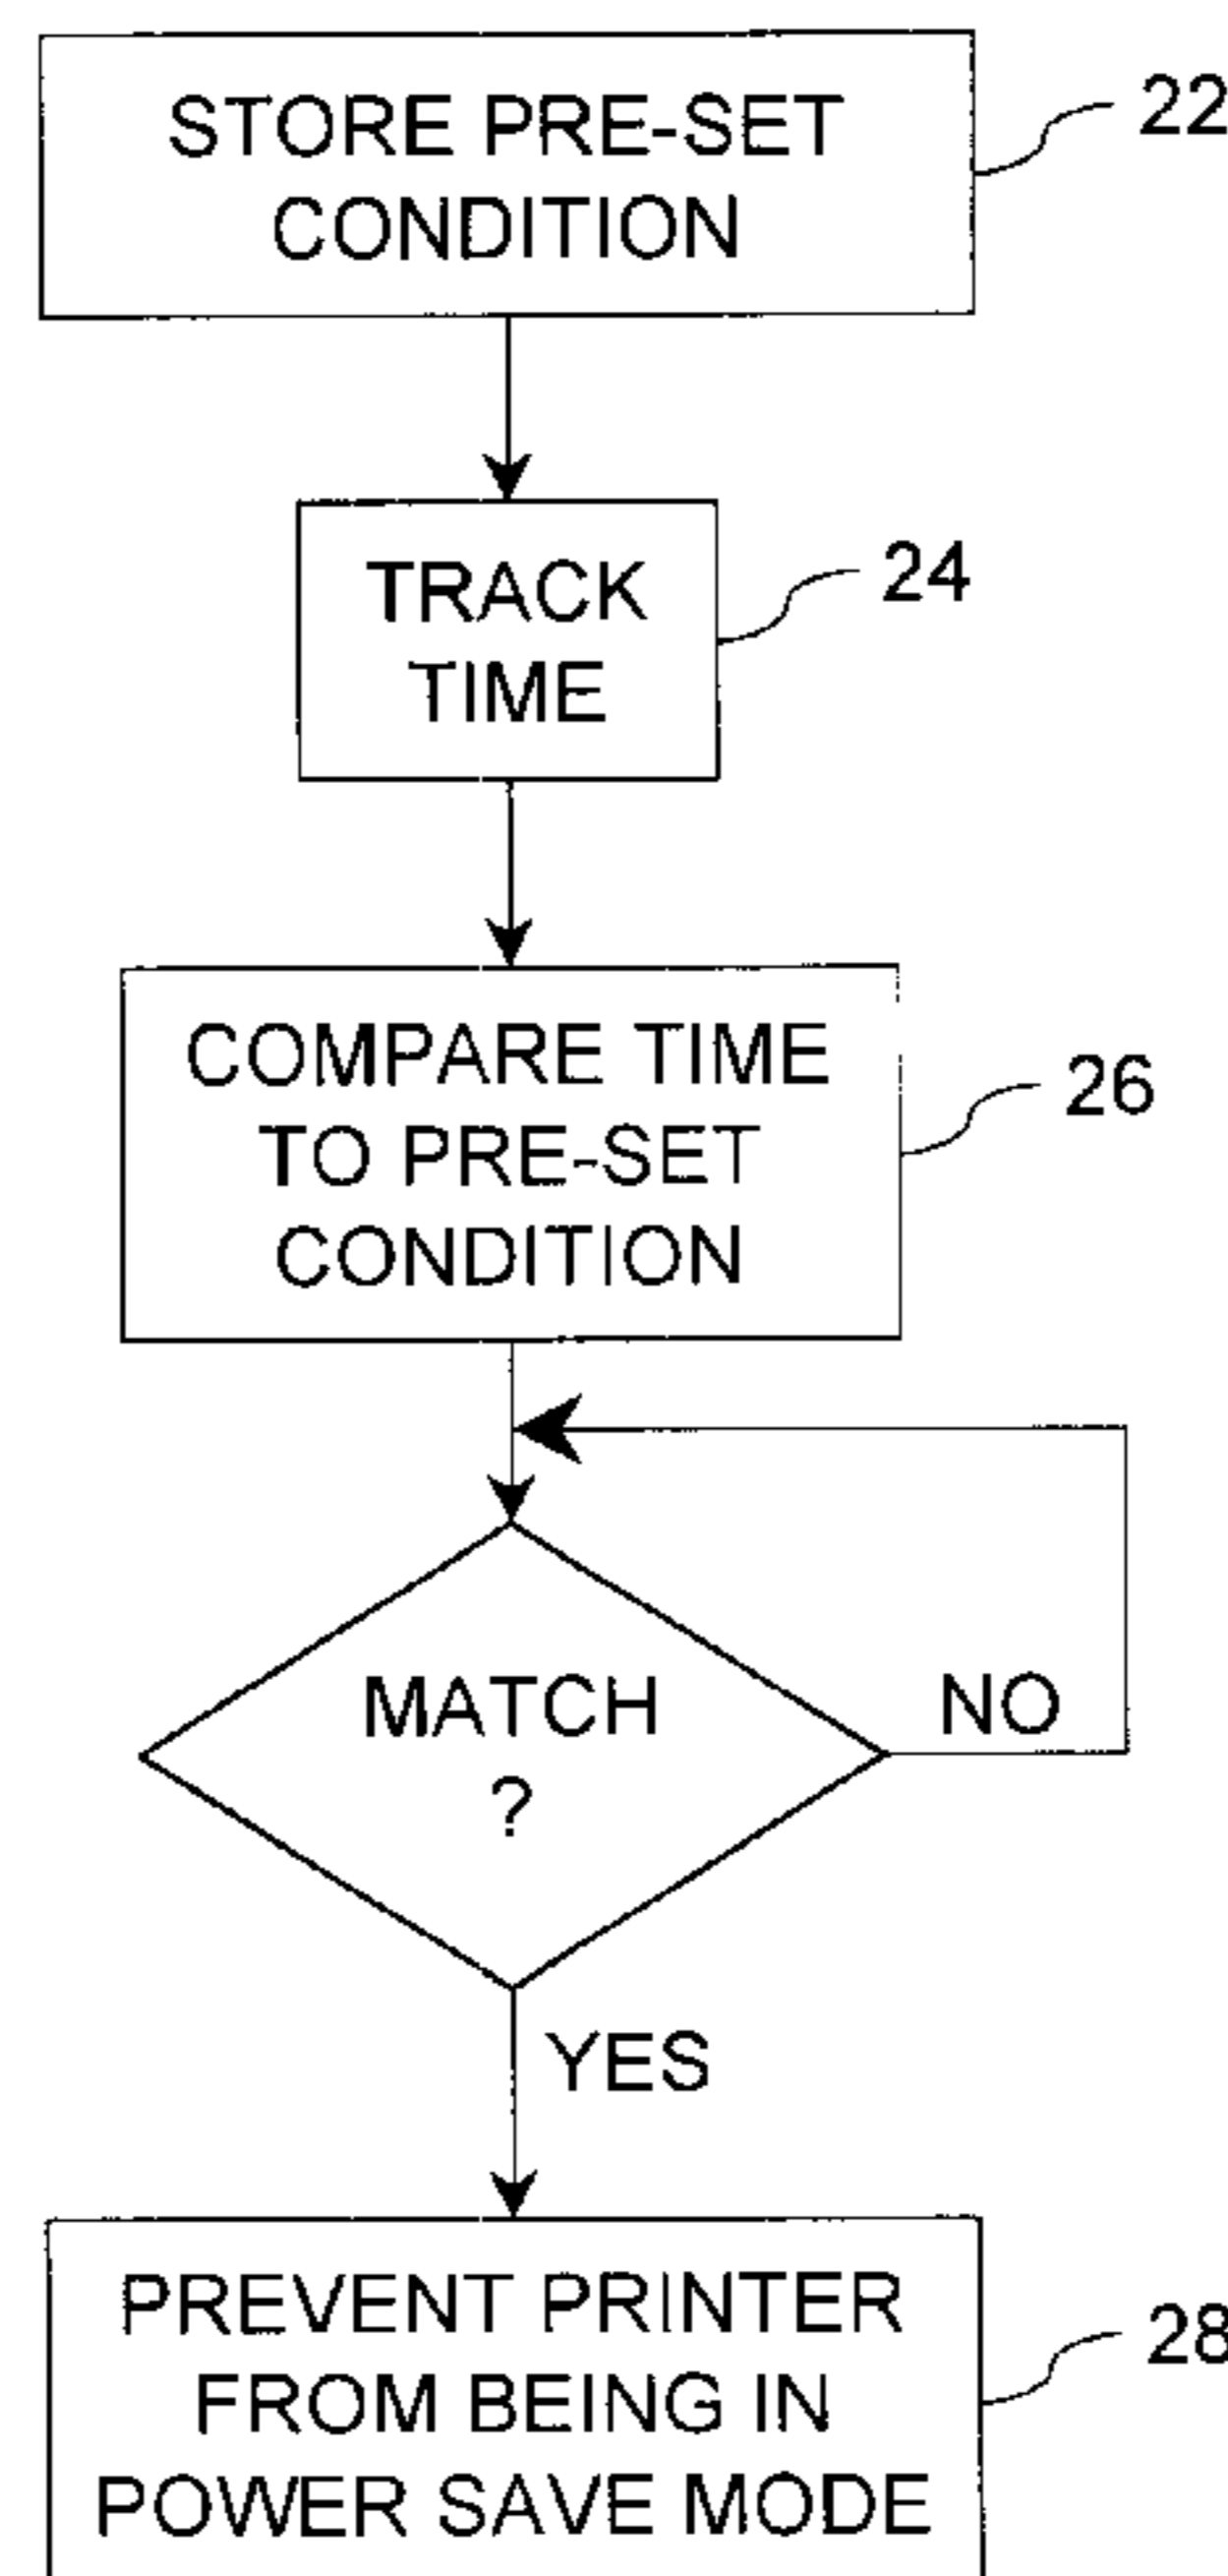 STORE PRE-SET
CONDITION
22
TRACK
TIME
24
COMPARE TIME
TO PRE-SET
CONDITION
26
MATCH
?
NO
YES
PREVENT PRINTER
FROM BEING IN
POWER SAVE MODE
28